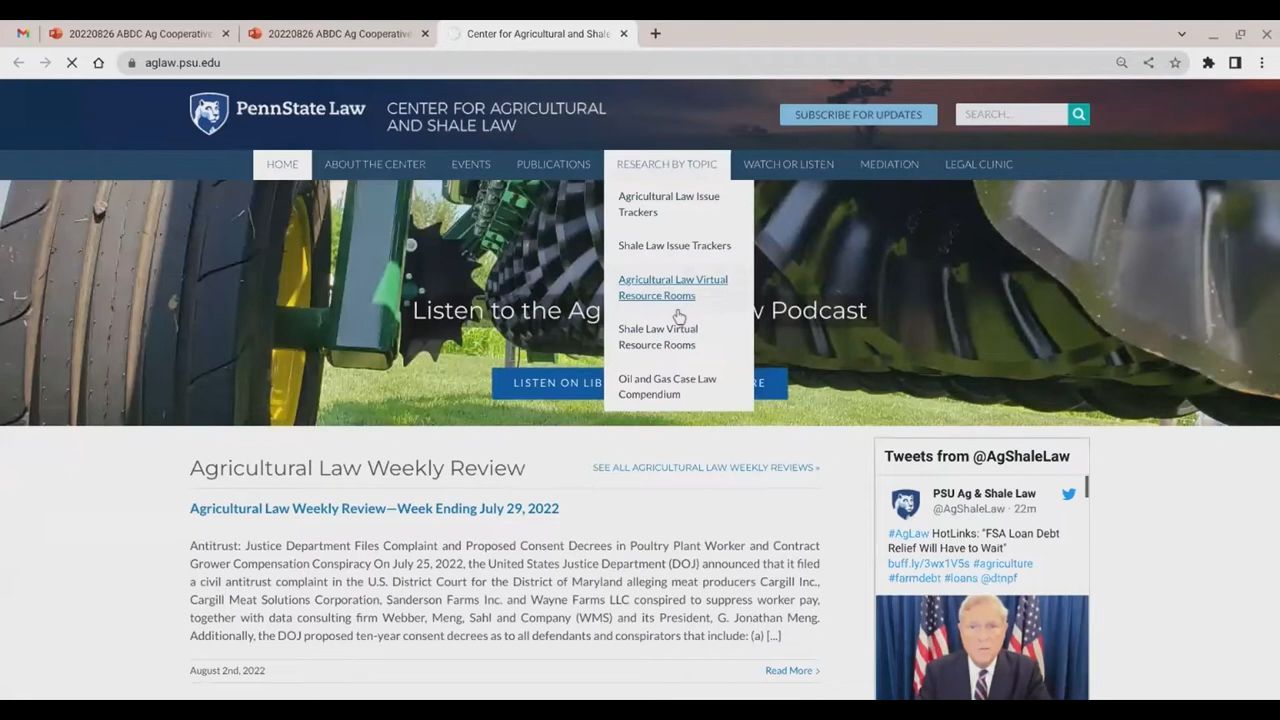 20220826 ABDC Ag Cooperative
20220826 ABDC Ag Cooperative
Center for Agricultural and Shale
aglaw.psu.edu
PennState Law
CENTER FOR AGRICULTURAL
AND SHALE LAW
SUBSCRIBE FOR UPDATES
SEARCH...
HOME
ABOUT THE CENTER
EVENTS
PUBLICATIONS
RESEARCH BY TOPIC
WATCH OR LISTEN
MEDIATION
LEGAL CLINIC
Agricultural Law Issue
Trackers
Shale Law Issue Trackers
Agricultural Law Virtual
Resource Rooms
Shale Law Virtual
Resource Rooms
Oil and Gas Case Law
Compendium
Listen to the Ag w Podcast
LISTEN ON LIB RE
Agricultural Law Weekly Review
SEE ALL AGRICULTURAL LAW WEEKLY REVIEWS »
Agricultural Law Weekly Review—Week Ending July 29, 2022
Antitrust: Justice Department Files Complaint and Proposed Consent Decrees in Poultry Plant Worker and Contract
Grower Compensation Conspiracy On July 25, 2022, the United States Justice Department (DOJ) announced that it filed
a civil antitrust complaint in the U.S. District Court for the District of Maryland alleging meat producers Cargill Inc.,
Cargill Meat Solutions Corporation, Sanderson Farms Inc. and Wayne Farms LLC conspired to suppress worker pay,
together with data consulting firm Webber, Meng, Sahl and Company (WMS) and its President, G. Jonathan Meng.
Additionally, the DOJ proposed ten-year consent decrees as to all defendants and conspirators that include: (a) [...]
August 2nd, 2022
Read More >
Tweets from @AgShaleLaw
PSU Ag & Shale Law
@AgShaleLaw · 22m
#AgLaw HotLinks: "FSA Loan Debt
Relief Will Have to Wait"
buff.ly/3wx1V5s #agriculture
#farmdebt #loans @dtnpf